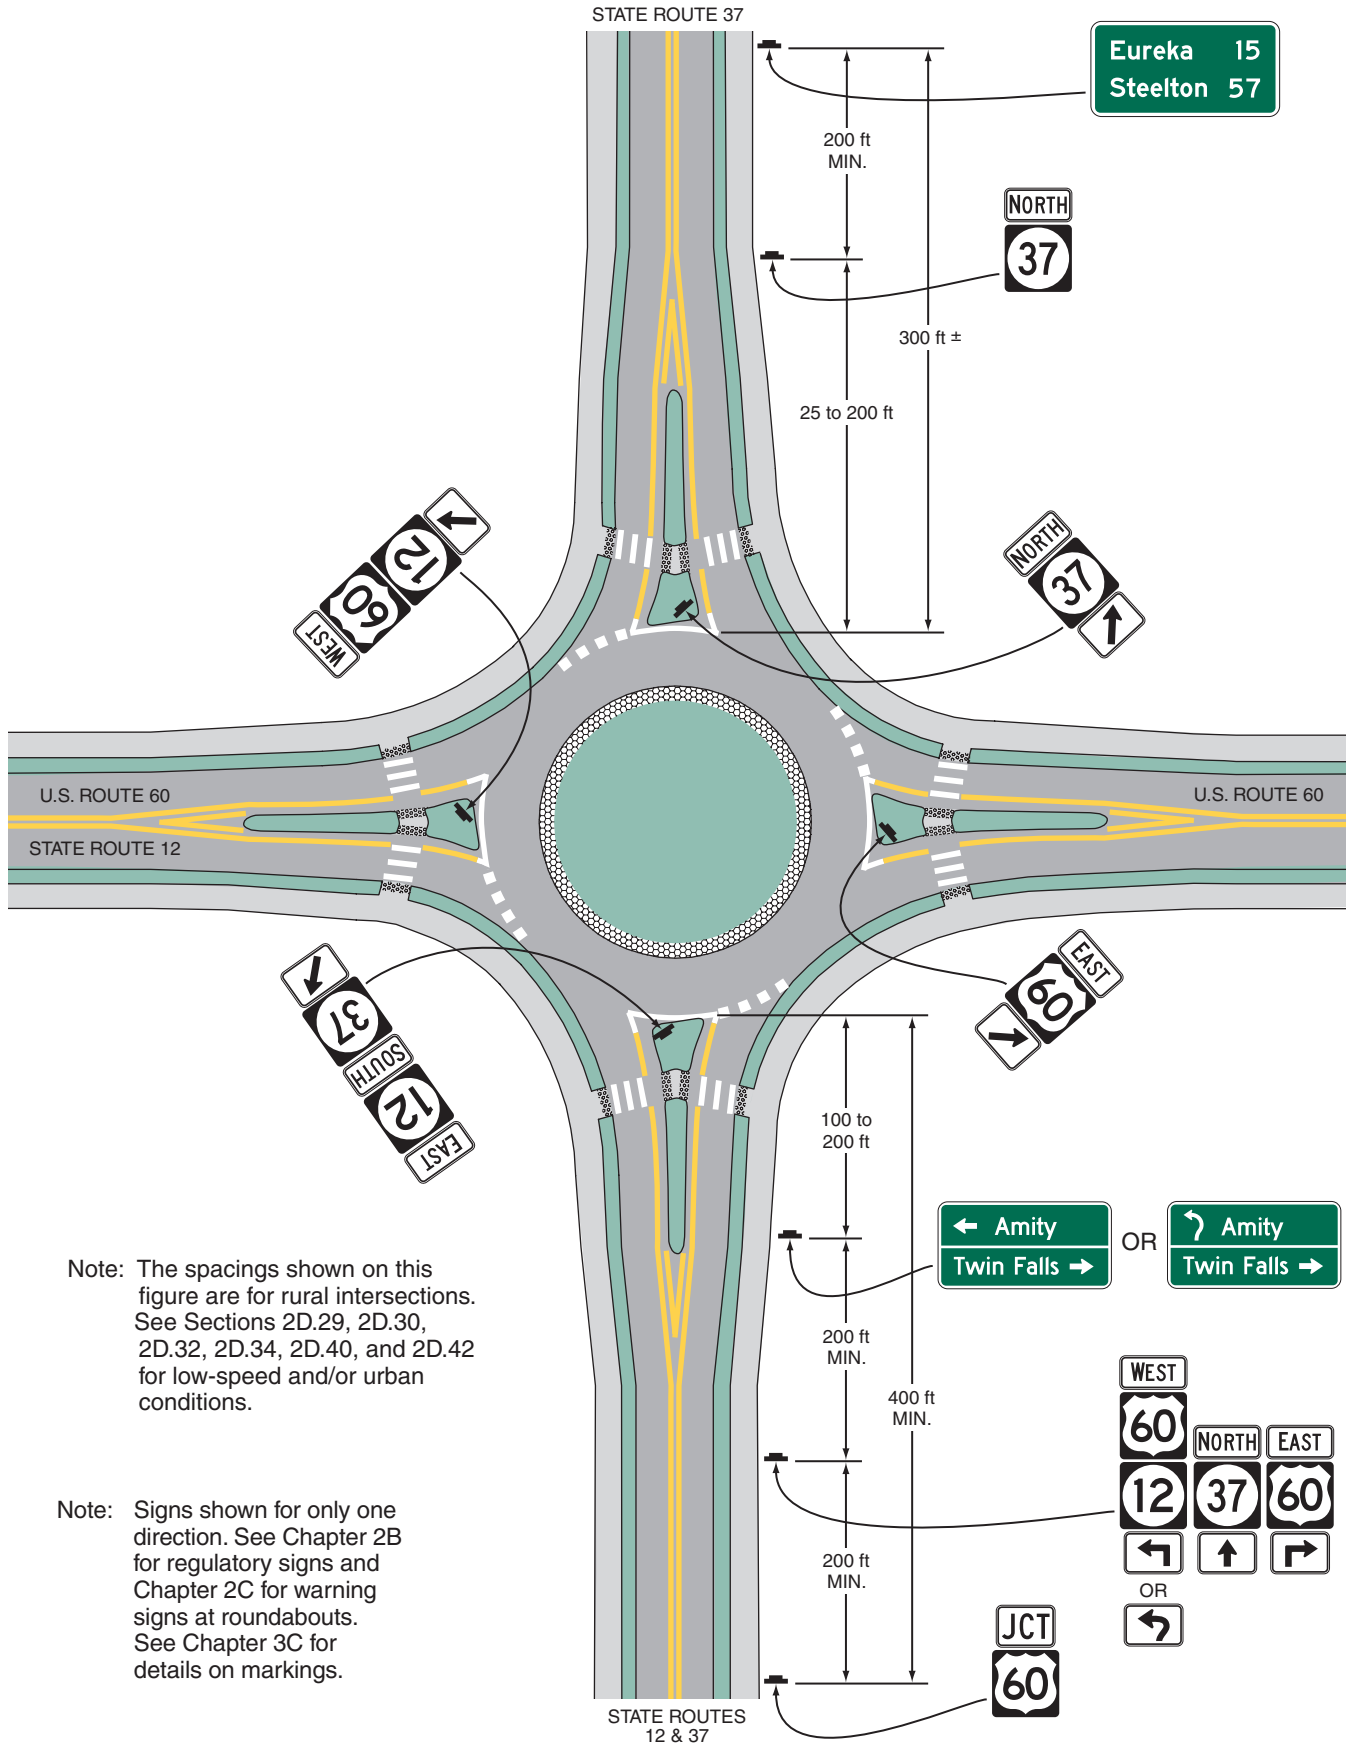 STATE ROUTE 37
Eureka 15
Steelton 57
200 ft
MIN.
NORTH
37
300 ft ±
25 to 200 ft
12
60
WEST
NORTH
37
U.S. ROUTE 60
STATE ROUTE 12
U.S. ROUTE 60
37
SOUTH
12
EAST
EAST
60
100 to
200 ft
Amity
Twin Falls
OR
Amity
Twin Falls
Note: The spacings shown on this
figure are for rural intersections.
See Sections 2D.29, 2D.30,
2D.32, 2D.34, 2D.40, and 2D.42
for low-speed and/or urban
conditions.
200 ft
MIN.
400 ft
MIN.
WEST
60
NORTH
EAST
12
37
60
OR
Note: Signs shown for only one
direction. See Chapter 2B
for regulatory signs and
Chapter 2C for warning
signs at roundabouts.
See Chapter 3C for
details on markings.
200 ft
MIN.
JCT
60
STATE ROUTES
12 & 37